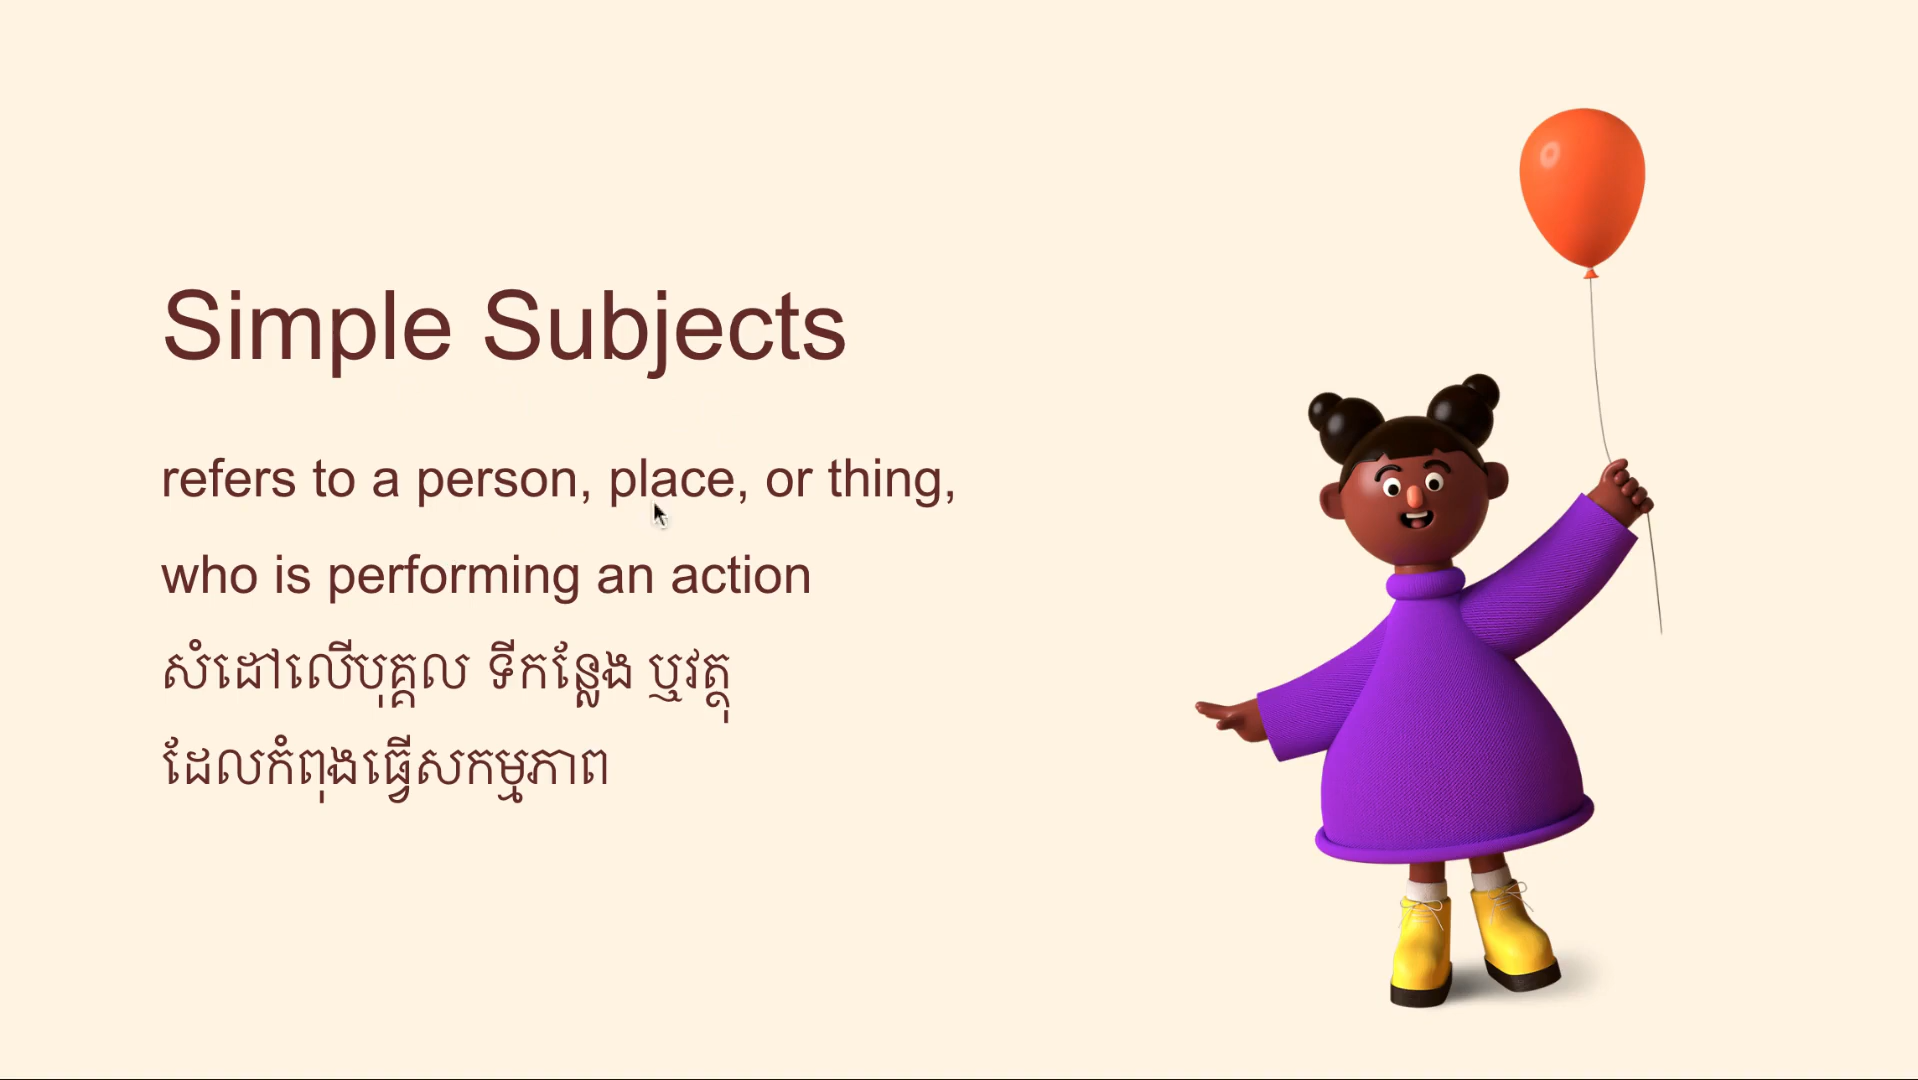 Simple Subjects
refers to a person, place, or thing,
who is performing an action
សំដៅលើបុគ្គល ទីកន្លែង ឬវត្ថុ
ដែលកំពុងធ្វើសកម្មភាព